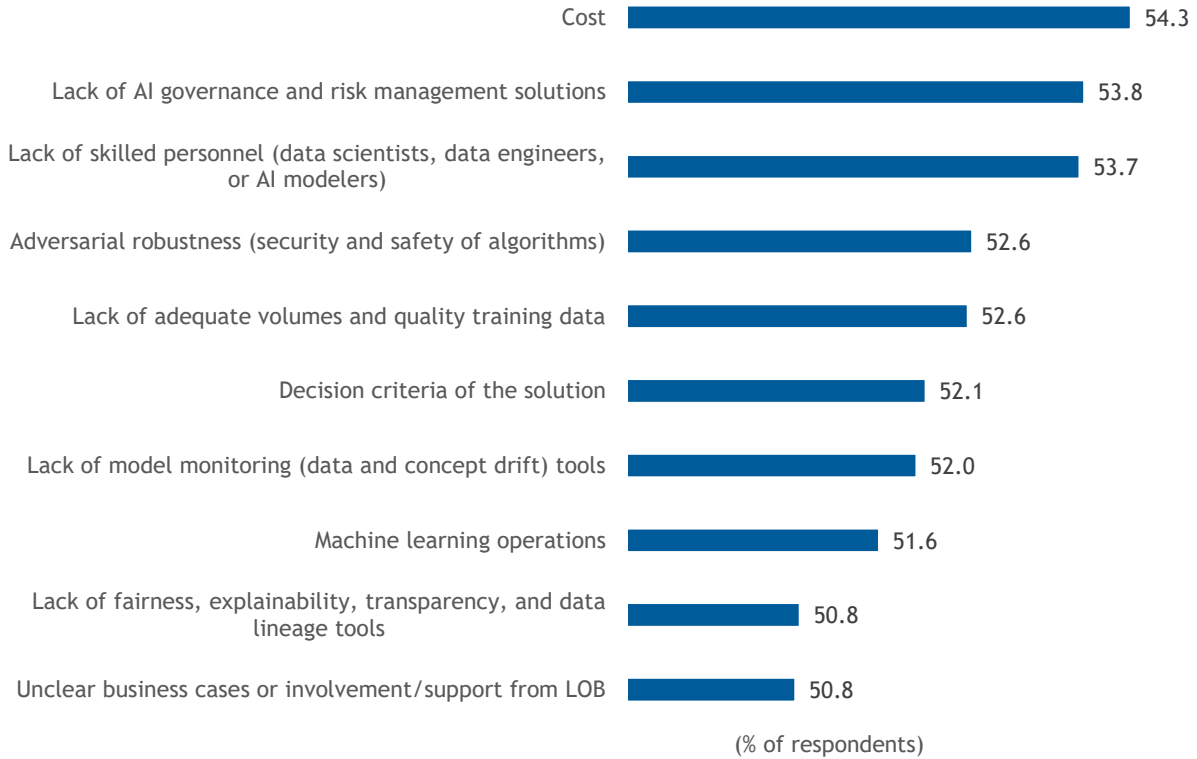 Cost 54.3
Lack of AI governance and risk management solutions 53.8
Lack of skilled personnel (data scientists, data engineers,
or AI modelers) 53.7
Adversarial robustness (security and safety of algorithms) 52.6
Lack of adequate volumes and quality training data 52.6
Decision criteria of the solution 52.1
Lack of model monitoring (data and concept drift) tools 52.0
Machine learning operations 51.6
Lack of fairness, explainability, transparency, and data
lineage tools 50.8
Unclear business cases or involvement/support from LOB 50.8
(% of respondents)